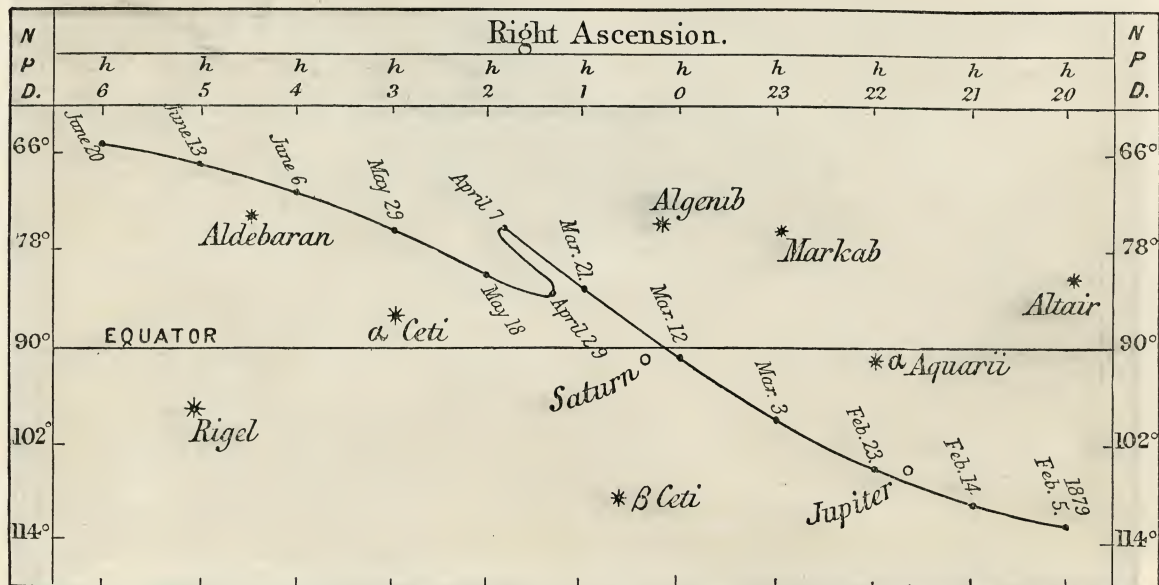 Right Ascension.
N P D.
h h h h h h h h h h h
6 5 4 3 2 1 0 23 22 21 20
N P D.
June 20
June 13
June 6
May 29
April 7
Mar. 21.
Algenib
Markab
66°
66°
Aldebaran
78°
78°
Mar. 12
Altair
May 18
April 29
α Ceti
EQUATOR
90°
90°
Saturn
α Aquarii
Mar. 3
Rigel
102°
102°
Feb. 23.
Feb. 14.
1879
Feb. 5.
β Ceti
Jupiter
114°
114°